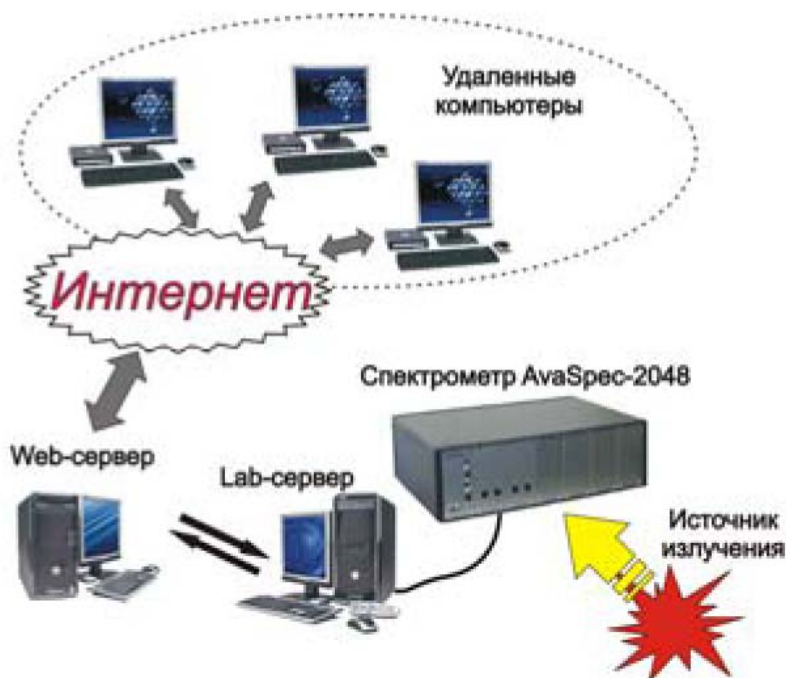 Удаленные
компьютеры
Интернет
Спектрометр AvaSpec-2048
Web-сервер
Lab-сервер
Источник
излучения